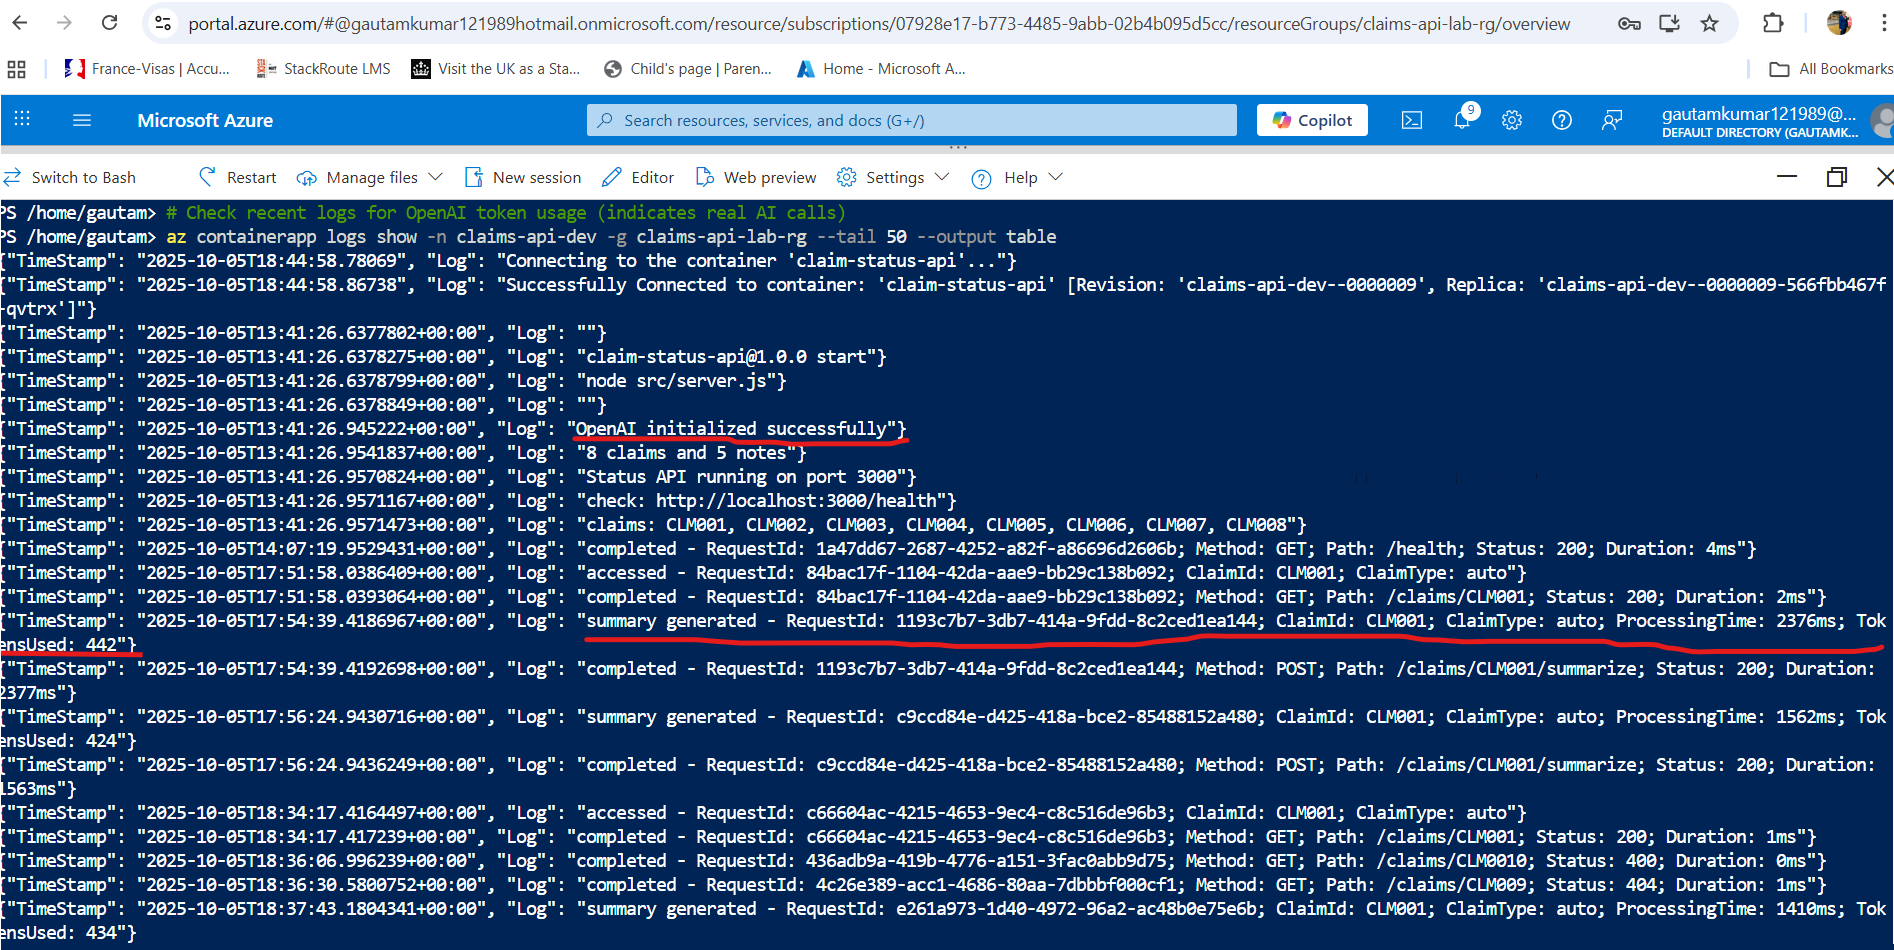 portal.azure.com/#@gautamkumar121989hotmail.onmicrosoft.com/resource/subscriptions/07928e17-b773-4485-9abb-02b4b095d5cc/resourceGroups/claims-api-lab-rg/overview
France-Visas | Accu... StackRoute LMS Visit the UK as a Sta... Child's page | Paren... Home - Microsoft A... All Bookmarks
Microsoft Azure Search resources, services, and docs (G+/) Copilot 9 gautamkumar121989@...
DEFAULT DIRECTORY (GAUTAMK...
Switch to Bash Restart Manage files New session Editor Web preview Settings Help
PS /home/gautam> # Check recent logs for OpenAI token usage (indicates real AI calls)
PS /home/gautam> az containerapp logs show -n claims-api-dev -g claims-api-lab-rg --tail 50 --output table
{"TimeStamp": "2025-10-05T18:44:58.78069", "Log": "Connecting to the container 'claim-status-api'..."}
{"TimeStamp": "2025-10-05T18:44:58.86738", "Log": "Successfully Connected to container: 'claim-status-api' [Revision: 'claims-api-dev--0000009', Replica: 'claims-api-dev--0000009-566fbb467f
-qvtrx']"}
{"TimeStamp": "2025-10-05T13:41:26.6377802+00:00", "Log": ""}
{"TimeStamp": "2025-10-05T13:41:26.6378275+00:00", "Log": "claim-status-api@1.0.0 start"}
{"TimeStamp": "2025-10-05T13:41:26.6378799+00:00", "Log": "node src/server.js"}
{"TimeStamp": "2025-10-05T13:41:26.6378849+00:00", "Log": ""}
{"TimeStamp": "2025-10-05T13:41:26.945222+00:00", "Log": "OpenAI initialized successfully"}
{"TimeStamp": "2025-10-05T13:41:26.9541837+00:00", "Log": "8 claims and 5 notes"}
{"TimeStamp": "2025-10-05T13:41:26.9570824+00:00", "Log": "Status API running on port 3000"}
{"TimeStamp": "2025-10-05T13:41:26.9571167+00:00", "Log": "check: http://localhost:3000/health"}
{"TimeStamp": "2025-10-05T13:41:26.9571473+00:00", "Log": "claims: CLM001, CLM002, CLM003, CLM004, CLM005, CLM006, CLM007, CLM008"}
{"TimeStamp": "2025-10-05T14:07:19.9529431+00:00", "Log": "completed - RequestId: 1a47dd67-2687-4252-a82f-a86696d2606b; Method: GET; Path: /health; Status: 200; Duration: 4ms"}
{"TimeStamp": "2025-10-05T17:51:58.0386409+00:00", "Log": "accessed - RequestId: 84bac17f-1104-42da-aae9-bb29c138b092; ClaimId: CLM001; ClaimType: auto"}
{"TimeStamp": "2025-10-05T17:51:58.0393064+00:00", "Log": "completed - RequestId: 84bac17f-1104-42da-aae9-bb29c138b092; Method: GET; Path: /claims/CLM001; Status: 200; Duration: 2ms"}
{"TimeStamp": "2025-10-05T17:54:39.4186967+00:00", "Log": "summary generated - RequestId: 1193c7b7-3db7-414a-9fdd-8c2ced1ea144; ClaimId: CLM001; ClaimType: auto; ProcessingTime: 2376ms; Tok
ensUsed: 442"}
{"TimeStamp": "2025-10-05T17:54:39.4192698+00:00", "Log": "completed - RequestId: 1193c7b7-3db7-414a-9fdd-8c2ced1ea144; Method: POST; Path: /claims/CLM001/summarize; Status: 200; Duration:
2377ms"}
{"TimeStamp": "2025-10-05T17:56:24.9430716+00:00", "Log": "summary generated - RequestId: c9ccd84e-d425-418a-bce2-85488152a480; ClaimId: CLM001; ClaimType: auto; ProcessingTime: 1562ms; Tok
ensUsed: 424"}
{"TimeStamp": "2025-10-05T17:56:24.9436249+00:00", "Log": "completed - RequestId: c9ccd84e-d425-418a-bce2-85488152a480; Method: POST; Path: /claims/CLM001/summarize; Status: 200; Duration:
1563ms"}
{"TimeStamp": "2025-10-05T18:34:17.4164497+00:00", "Log": "accessed - RequestId: c66604ac-4215-4653-9ec4-c8c516de96b3; ClaimId: CLM001; ClaimType: auto"}
{"TimeStamp": "2025-10-05T18:34:17.417239+00:00", "Log": "completed - RequestId: c66604ac-4215-4653-9ec4-c8c516de96b3; Method: GET; Path: /claims/CLM001; Status: 200; Duration: 1ms"}
{"TimeStamp": "2025-10-05T18:36:06.996239+00:00", "Log": "completed - RequestId: 436adb9a-419b-4776-a151-3fac0abb9d75; Method: GET; Path: /claims/CLM0010; Status: 400; Duration: 0ms"}
{"TimeStamp": "2025-10-05T18:36:30.5800752+00:00", "Log": "completed - RequestId: 4c26e389-acc1-4686-80aa-7dbbbf000cf1; Method: GET; Path: /claims/CLM009; Status: 404; Duration: 1ms"}
{"TimeStamp": "2025-10-05T18:37:43.1804341+00:00", "Log": "summary generated - RequestId: e261a973-1d40-4972-96a2-ac48b0e75e6b; ClaimId: CLM001; ClaimType: auto; ProcessingTime: 1410ms; Tok
ensUsed: 434"}